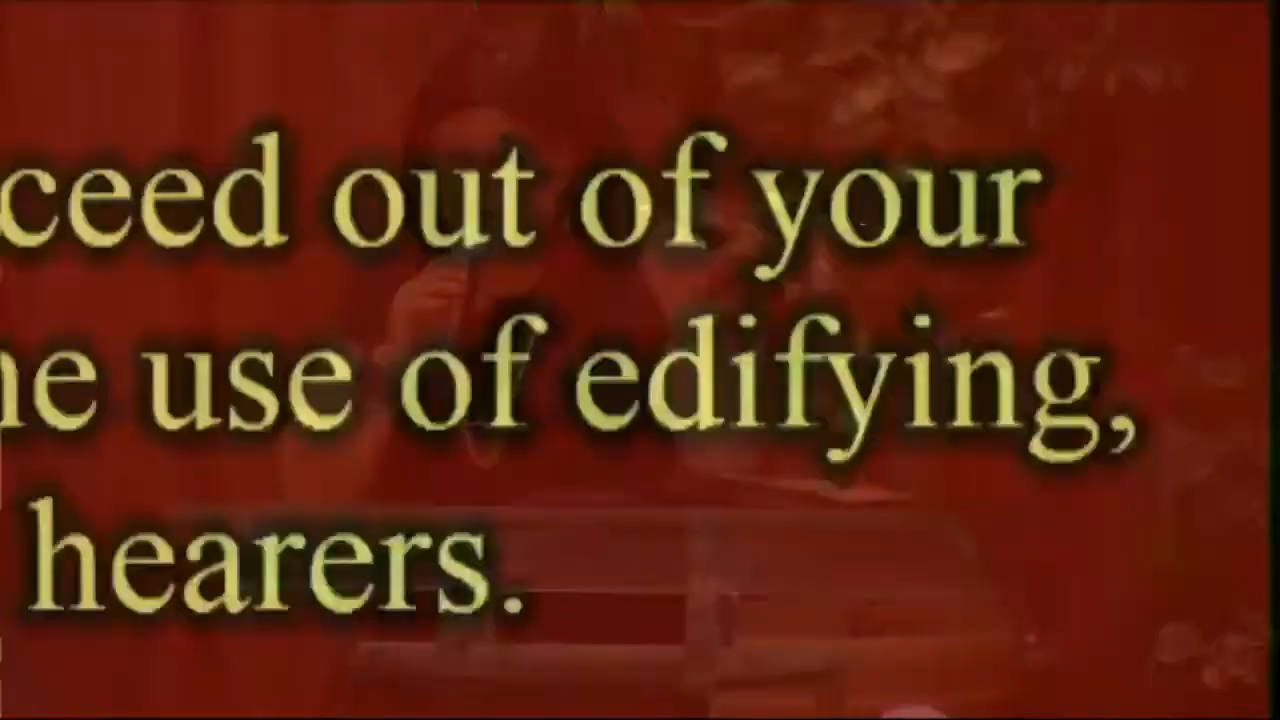 ceed out of your
he use of edifying,
hearers.